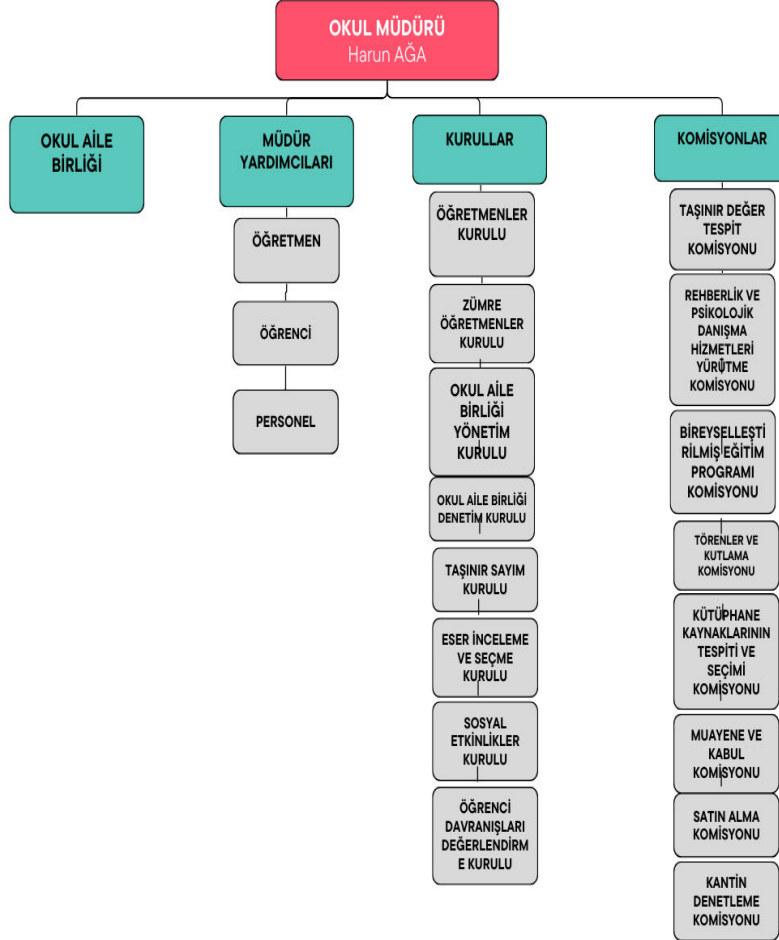 OKUL MÜDÜRÜ
Harun AĞA
OKUL AİLE
BİRLİĞİ
MÜDÜR
YARDIMCILARI
ÖĞRETMEN
ÖĞRENCİ
PERSONEL
KURULLAR
ÖĞRETMENLER
KURULU
ZÜMRE
ÖĞRETMENLER
KURULU
OKUL AİLE
BİRLİĞİ
YÖNETİM
KURULU
OKUL AİLE BİRLİĞİ
DENETİM KURULU
TAŞINIR SAYIM
KURULU
ESER İNCELEME
VE SEÇME
KURULU
SOSYAL
ETKİNLİKLER
KURULU
ÖĞRENCİ
DAVRANIŞLARI
DEĞERLENDİRM
E KURULU
KOMİSYONLAR
TAŞINIR DEĞER
TESPİT
KOMİSYONU
REHBERLİK VE
PSİKOLOJİK
DANIŞMA
HİZMETLERİ
YÜRÜTME
KOMİSYONU
BİREYSELLEŞTİ
RİLMİŞ EĞİTİM
PROGRAMI
KOMİSYONU
TÖRENLER VE
KUTLAMA
KOMİSYONU
KÜTÜPHANE
KAYNAKLARININ
TESPİTİ VE
SEÇİMİ
KOMİSYONU
MUAYENE VE
KABUL
KOMİSYONU
SATIN ALMA
KOMİSYONU
KANTİN
DENETLEME
KOMİSYONU